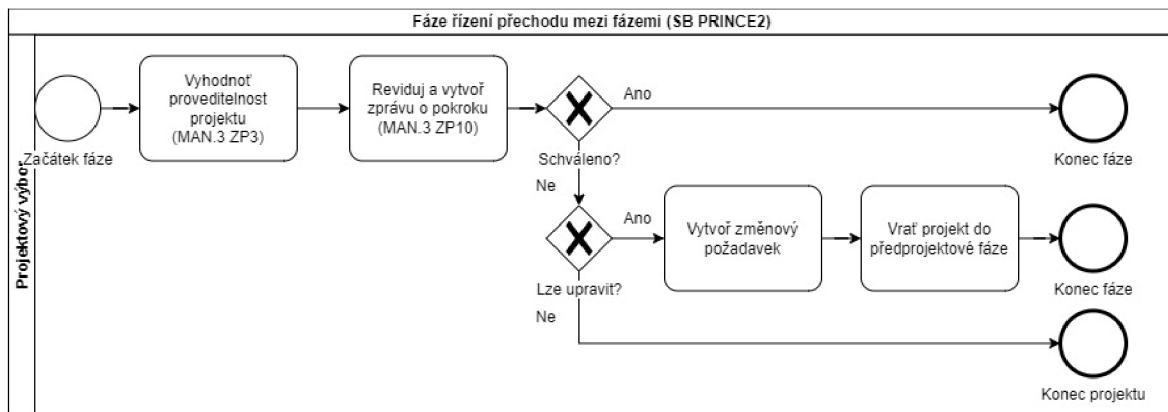 Fáze řízení přechodu mezi fázemi (SB PRINCE2)
Projektový výbor
Začátek fáze
Vyhodnoť
proveditelnost
projektu
(MAN.3 ZP3)
Reviduj a vytvoř
zprávu o pokroku
(MAN.3 ZP10)
Schváleno?
Ano
Konec fáze
Ne
Lze upravit?
Ano
Vytvoř změnový
požadavek
Vrať projekt do
předprojektové fáze
Konec fáze
Ne
Konec projektu